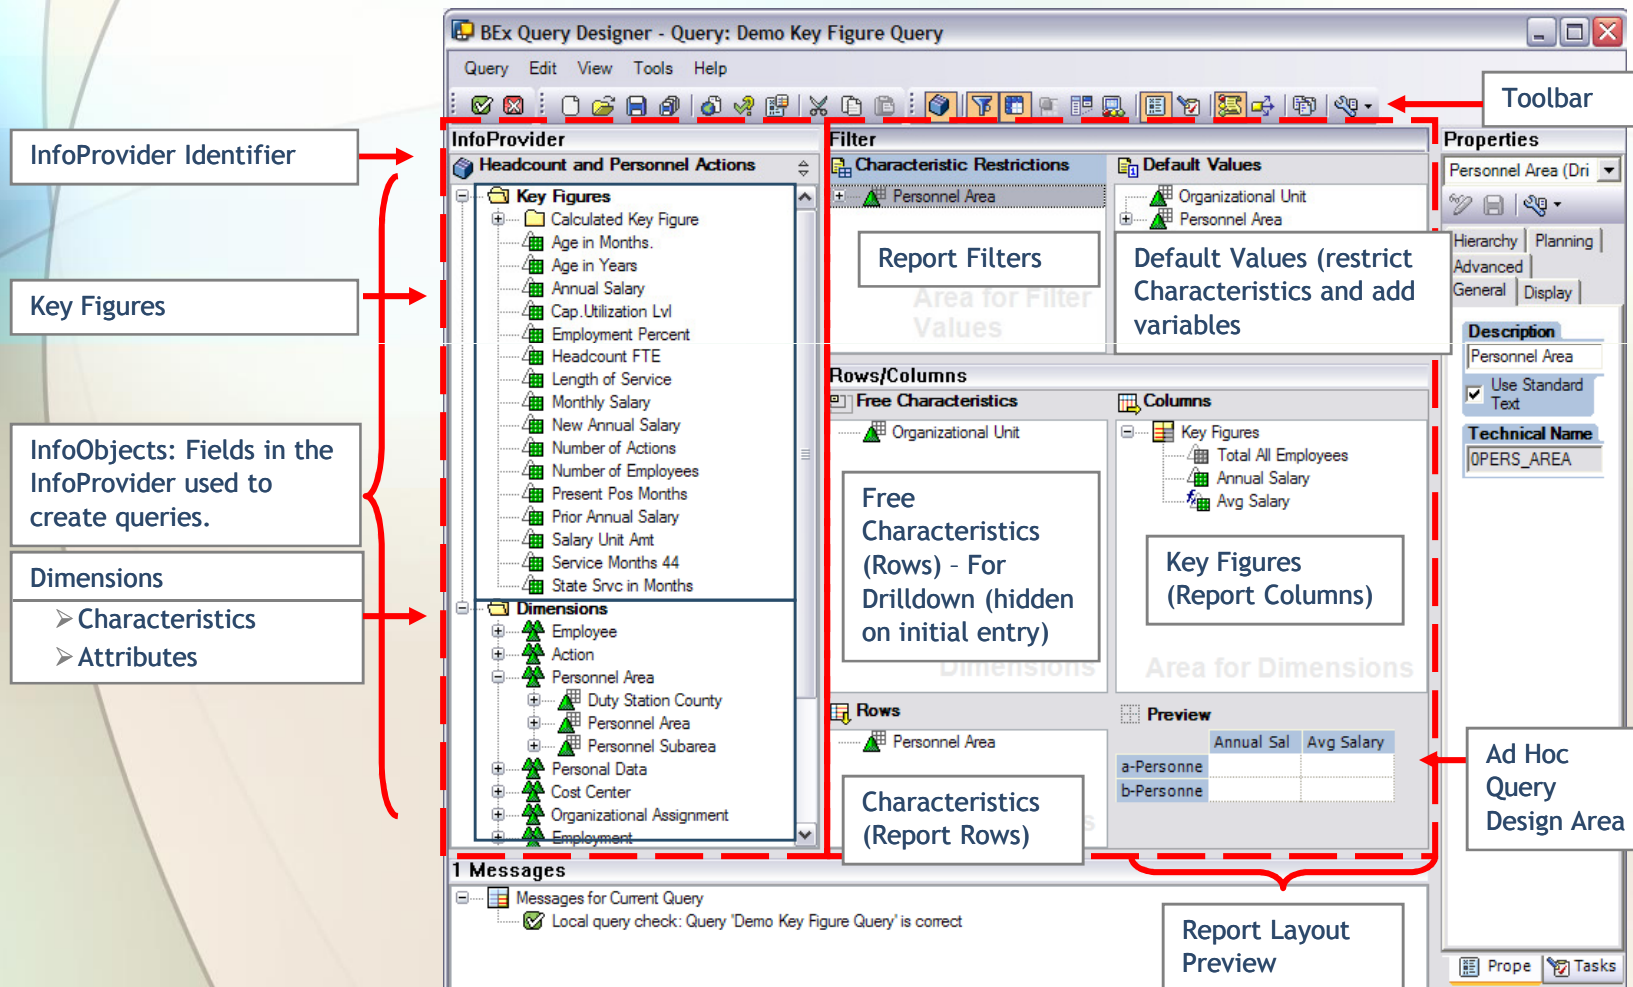 BEx Query Designer - Query: Demo Key Figure Query
Query Edit View Tools Help
Toolbar
InfoProvider Identifier
Key Figures
InfoObjects: Fields in the
InfoProvider used to
create queries.
Dimensions
Characteristics
Attributes
InfoProvider
Headcount and Personnel Actions
Key Figures
Calculated Key Figure
Age in Months.
Age in Years
Annual Salary
Cap.Utilization Lvl
Employment Percent
Headcount FTE
Length of Service
Monthly Salary
New Annual Salary
Number of Actions
Number of Employees
Present Pos Months
Prior Annual Salary
Salary Unit Amt
Service Months 44
State Srvc in Months
Dimensions
Employee
Action
Personnel Area
Duty Station County
Personnel Area
Personnel Subarea
Personal Data
Cost Center
Organizational Assignment
Employment
Filter
Characteristic Restrictions
Personnel Area
Report Filters
Area for Filter
Values
Default Values
Organizational Unit
Personnel Area
Default Values (restrict
Characteristics and add
variables
Rows/Columns
Free Characteristics
Organizational Unit
Free
Characteristics
(Rows) – For
Drilldown (hidden
on initial entry)
Dimensions
Columns
Key Figures
Total All Employees
Annual Salary
Avg Salary
Key Figures
(Report Columns)
Area for Dimensions
Rows
Personnel Area
Characteristics
(Report Rows)
Preview
Annual Sal Avg Salary
a-Personne
b-Personne
Properties
Personnel Area (Dri
Hierarchy Planning
Advanced
General Display
Description
Personnel Area
Use Standard
Text
Technical Name
0PERS_AREA
Ad Hoc
Query
Design Area
1 Messages
Messages for Current Query
Local query check: Query 'Demo Key Figure Query' is correct
Report Layout
Preview
Prope Tasks